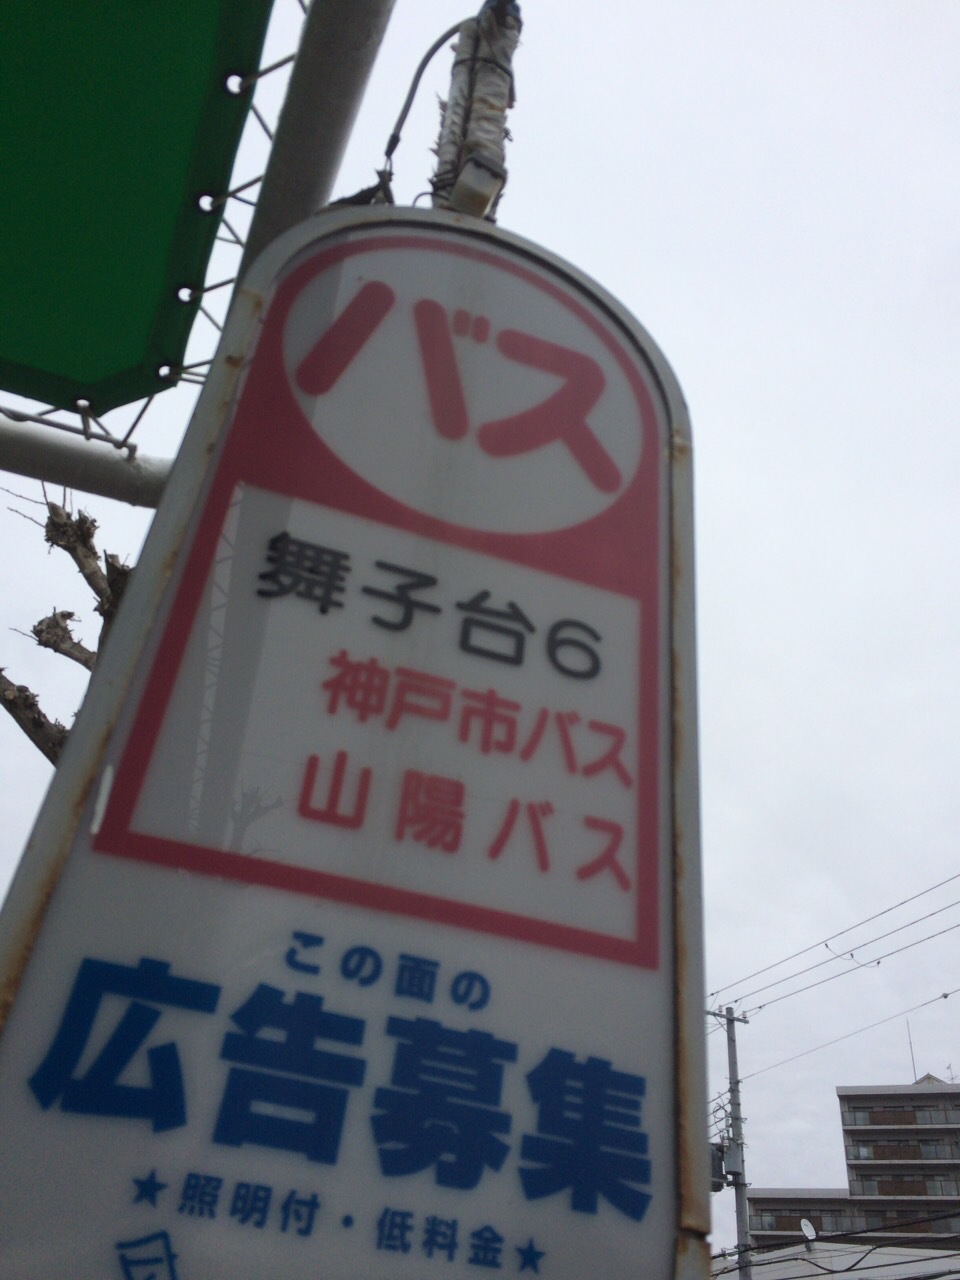 バス
舞子台6
神戸市バス
山陽バス
この面の
広告募集
★照明付・低料金★